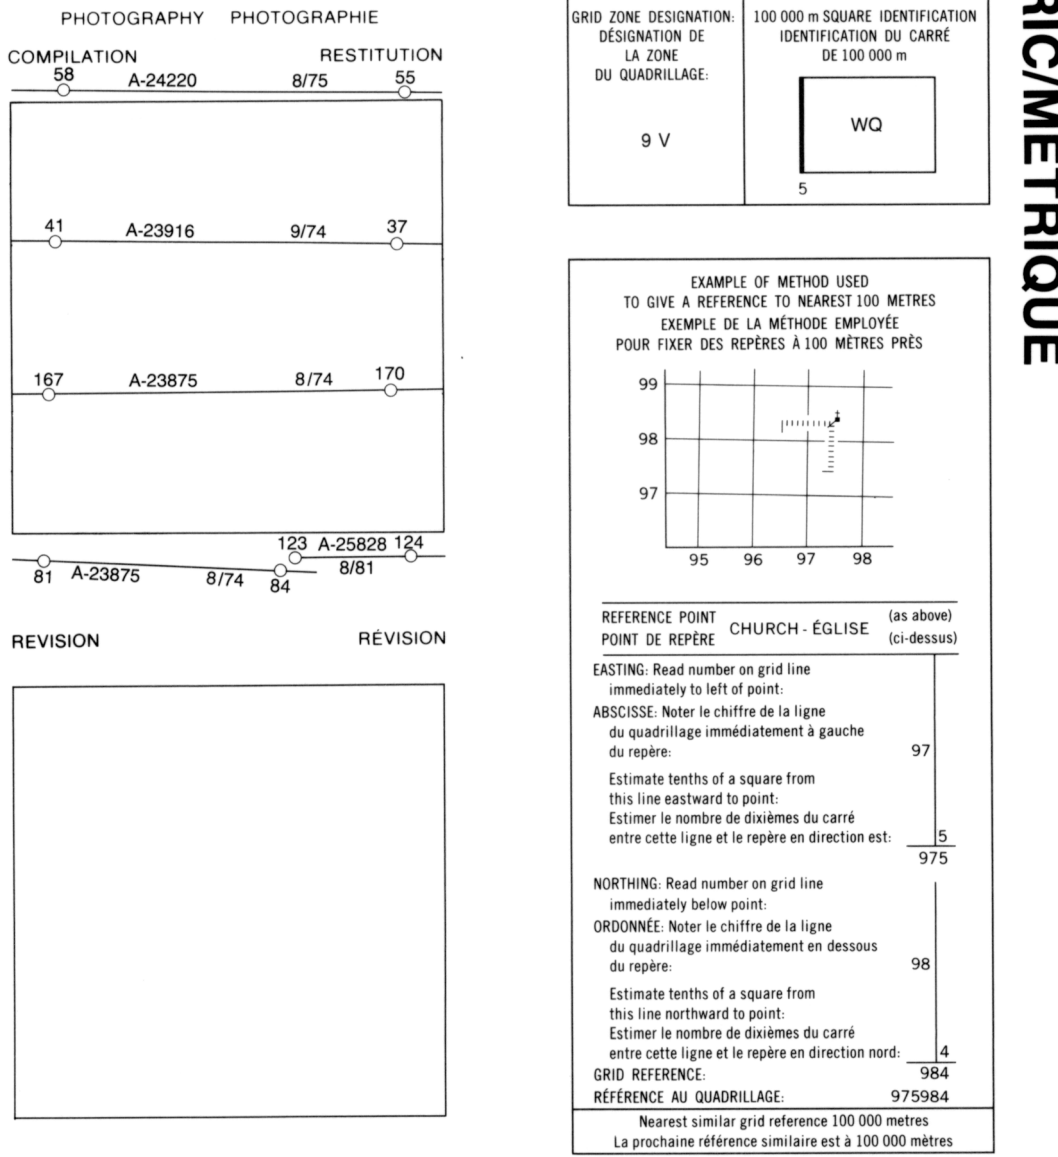 PHOTOGRAPHY PHOTOGRAPHIE
COMPILATION RESTITUTION
58 A-24220 8/75 55
41 A-23916 9/74 37
167 A-23875 8/74 170
123 A-25828 124
8/81
81 A-23875 8/74 84
REVISION RÉVISION
GRID ZONE DESIGNATION:
DÉSIGNATION DE
LA ZONE
DU QUADRILLAGE:
9 V
100 000 m SQUARE IDENTIFICATION
IDENTIFICATION DU CARRÉ
DE 100 000 m
WQ
5
EXAMPLE OF METHOD USED
TO GIVE A REFERENCE TO NEAREST 100 METRES
EXEMPLE DE LA MÉTHODE EMPLOYÉE
POUR FIXER DES REPÈRES À 100 MÈTRES PRÈS
99
98
97
95 96 97 98
REFERENCE POINT
POINT DE REPÈRE
CHURCH - ÉGLISE
(as above)
(ci-dessus)
EASTING: Read number on grid line
immediately to left of point:
ABSCISSE: Noter le chiffre de la ligne
du quadrillage immédiatement à gauche
du repère: 97
Estimate tenths of a square from
this line eastward to point:
Estimer le nombre de dixièmes du carré
entre cette ligne et le repère en direction est: 5
975
NORTHING: Read number on grid line
immediately below point:
ORDONNÉE: Noter le chiffre de la ligne
du quadrillage immédiatement en dessous
du repère: 98
Estimate tenths of a square from
this line northward to point:
Estimer le nombre de dixièmes du carré
entre cette ligne et le repère en direction nord: 4
GRID REFERENCE: 984
RÉFÉRENCE AU QUADRILLAGE: 975984
Nearest similar grid reference 100 000 metres
La prochaine référence similaire est à 100 000 mètres
RIC/METRIQUE